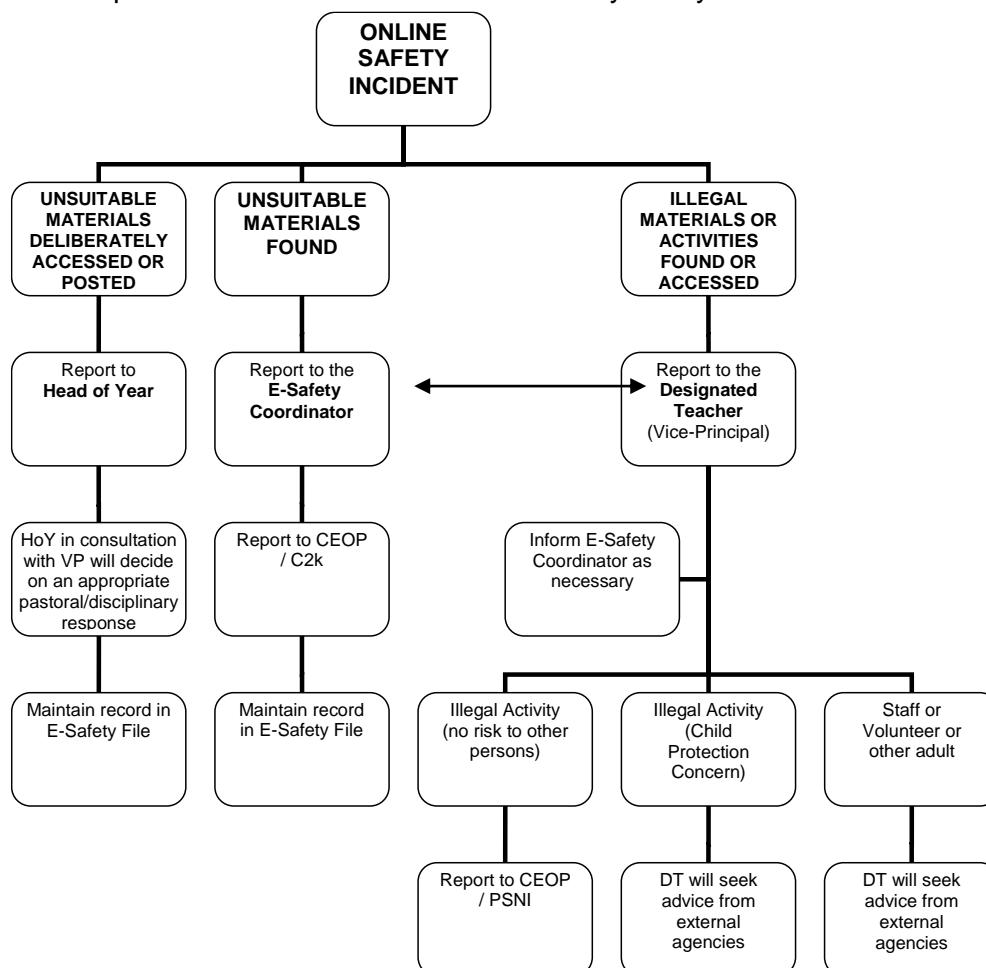 ONLINE
SAFETY
INCIDENT
UNSUITABLE
MATERIALS
DELIBERATELY
ACCESSED OR
POSTED
UNSUITABLE
MATERIALS
FOUND
ILLEGAL
MATERIALS OR
ACTIVITIES
FOUND OR
ACCESSED
Report to
Head of Year
Report to the
E-Safety
Coordinator
Report to the
Designated
Teacher
(Vice-Principal)
HoY in consultation
with VP will decide
on an appropriate
pastoral/disciplinary
response
Report to CEOP
/ C2k
Inform E-Safety
Coordinator as
necessary
Maintain record in
E-Safety File
Maintain record
in E-Safety File
Illegal Activity
(no risk to other
persons)
Illegal Activity
(Child
Protection
Concern)
Staff or
Volunteer or
other adult
Report to CEOP
/ PSNI
DT will seek
advice from
external
agencies
DT will seek
advice from
external
agencies